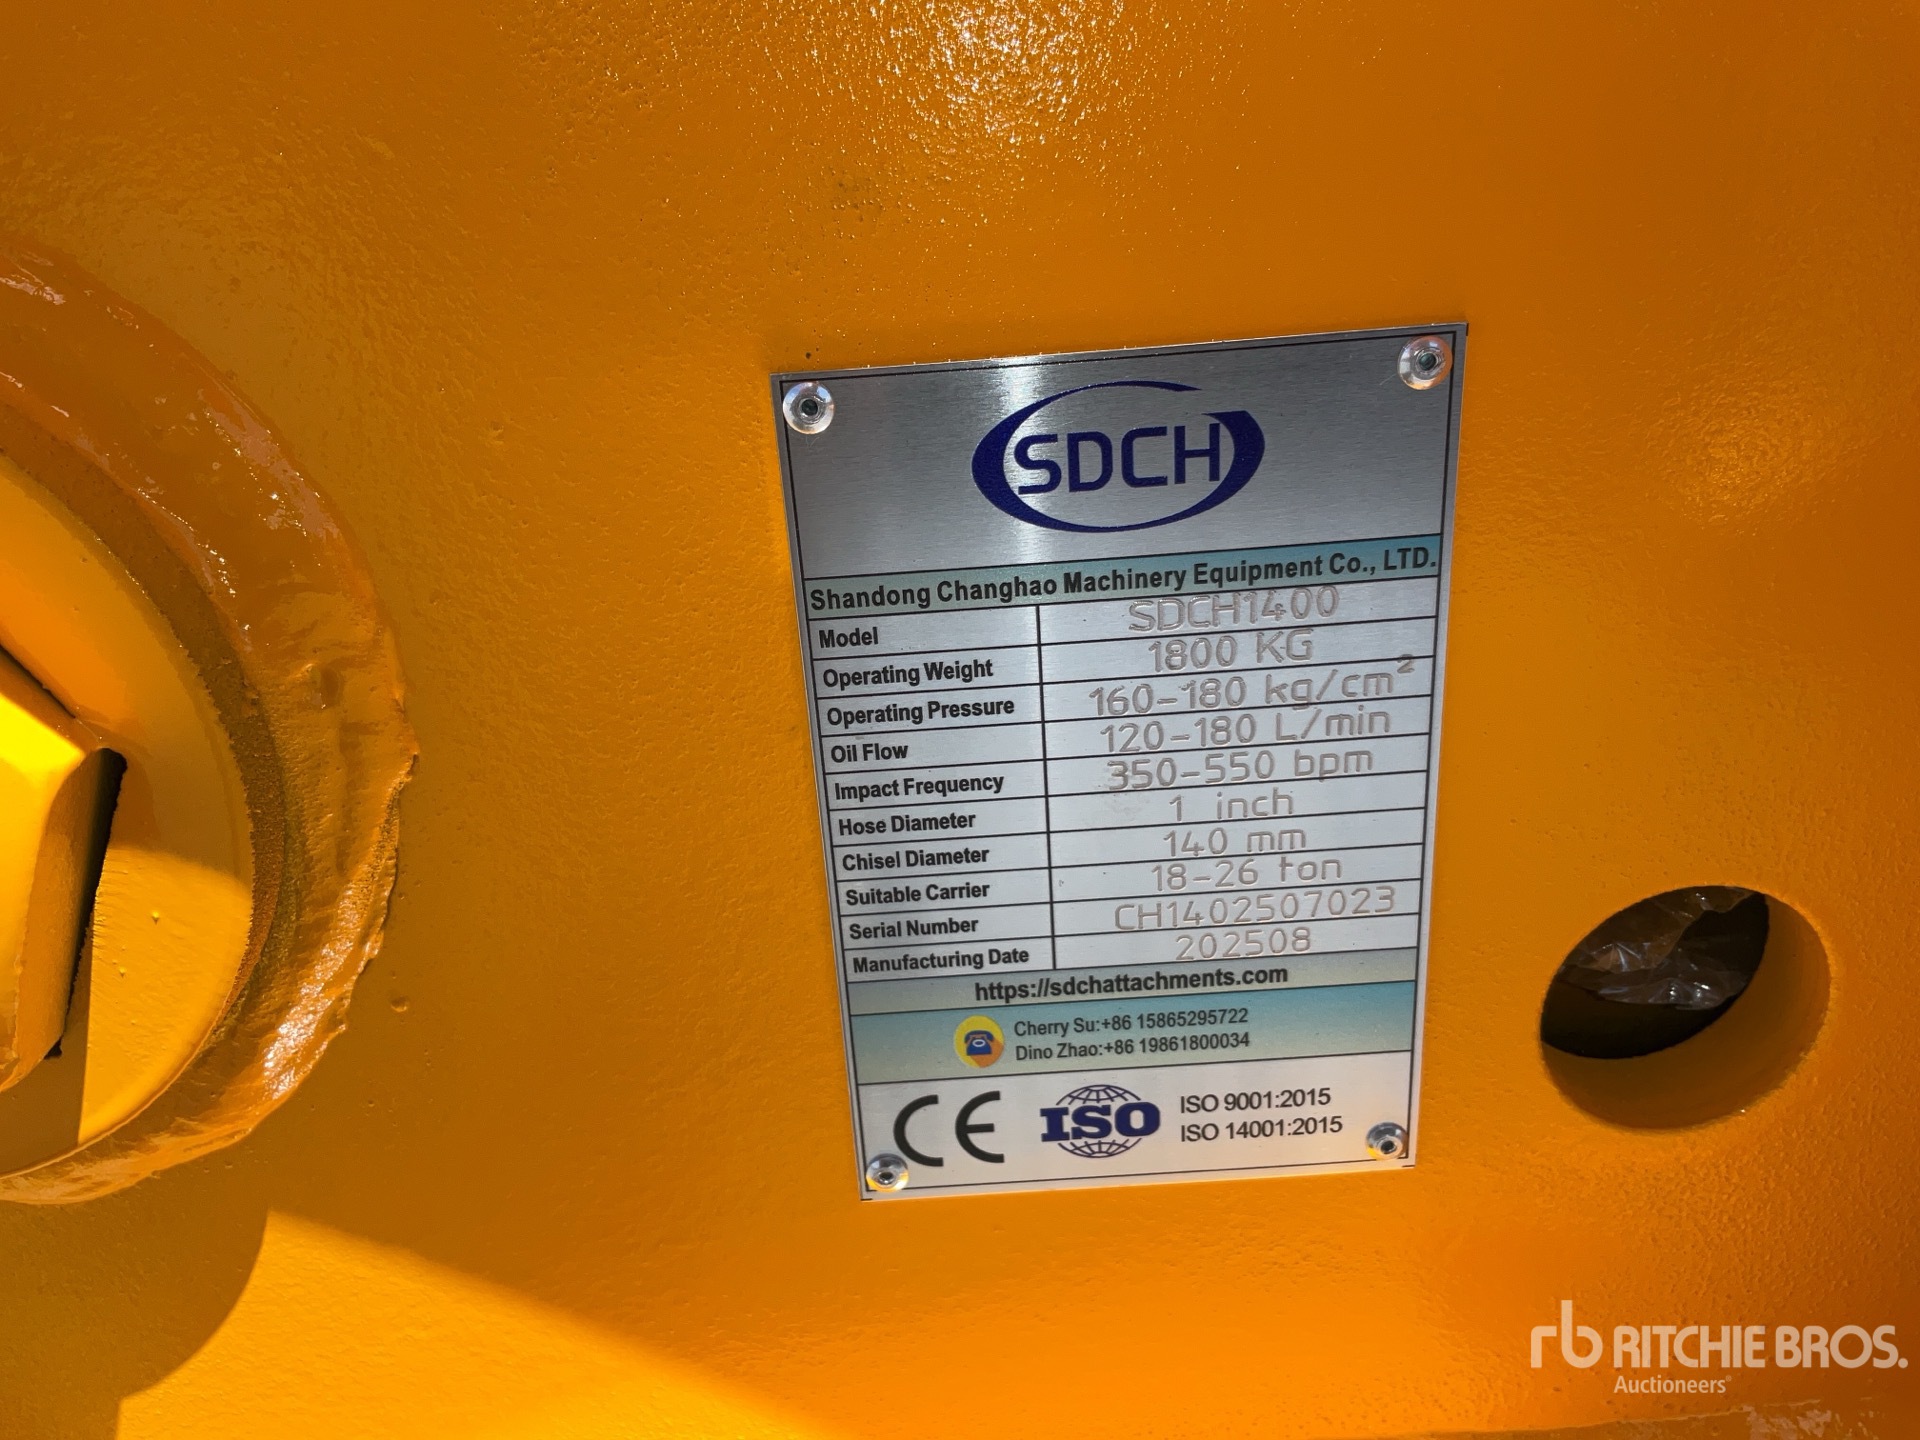 SDCH
Shandong Changhao Machinery Equipment Co., LTD.
Model SDCH1400
Operating Weight 1800 KG
Operating Pressure 160-180 kg/cm²
Oil Flow 120-180 L/min
Impact Frequency 350-550 bpm
Hose Diameter 1 inch
Chisel Diameter 140 mm
Suitable Carrier 18-26 ton
Serial Number CH1402507023
Manufacturing Date 202508
https://sdchattachments.com
Cherry Su:+86 15865295722
Dino Zhao:+86 19861800034
CE ISO ISO 9001:2015
ISO 14001:2015
rb RITCHIE BROS.
Auctioneers®